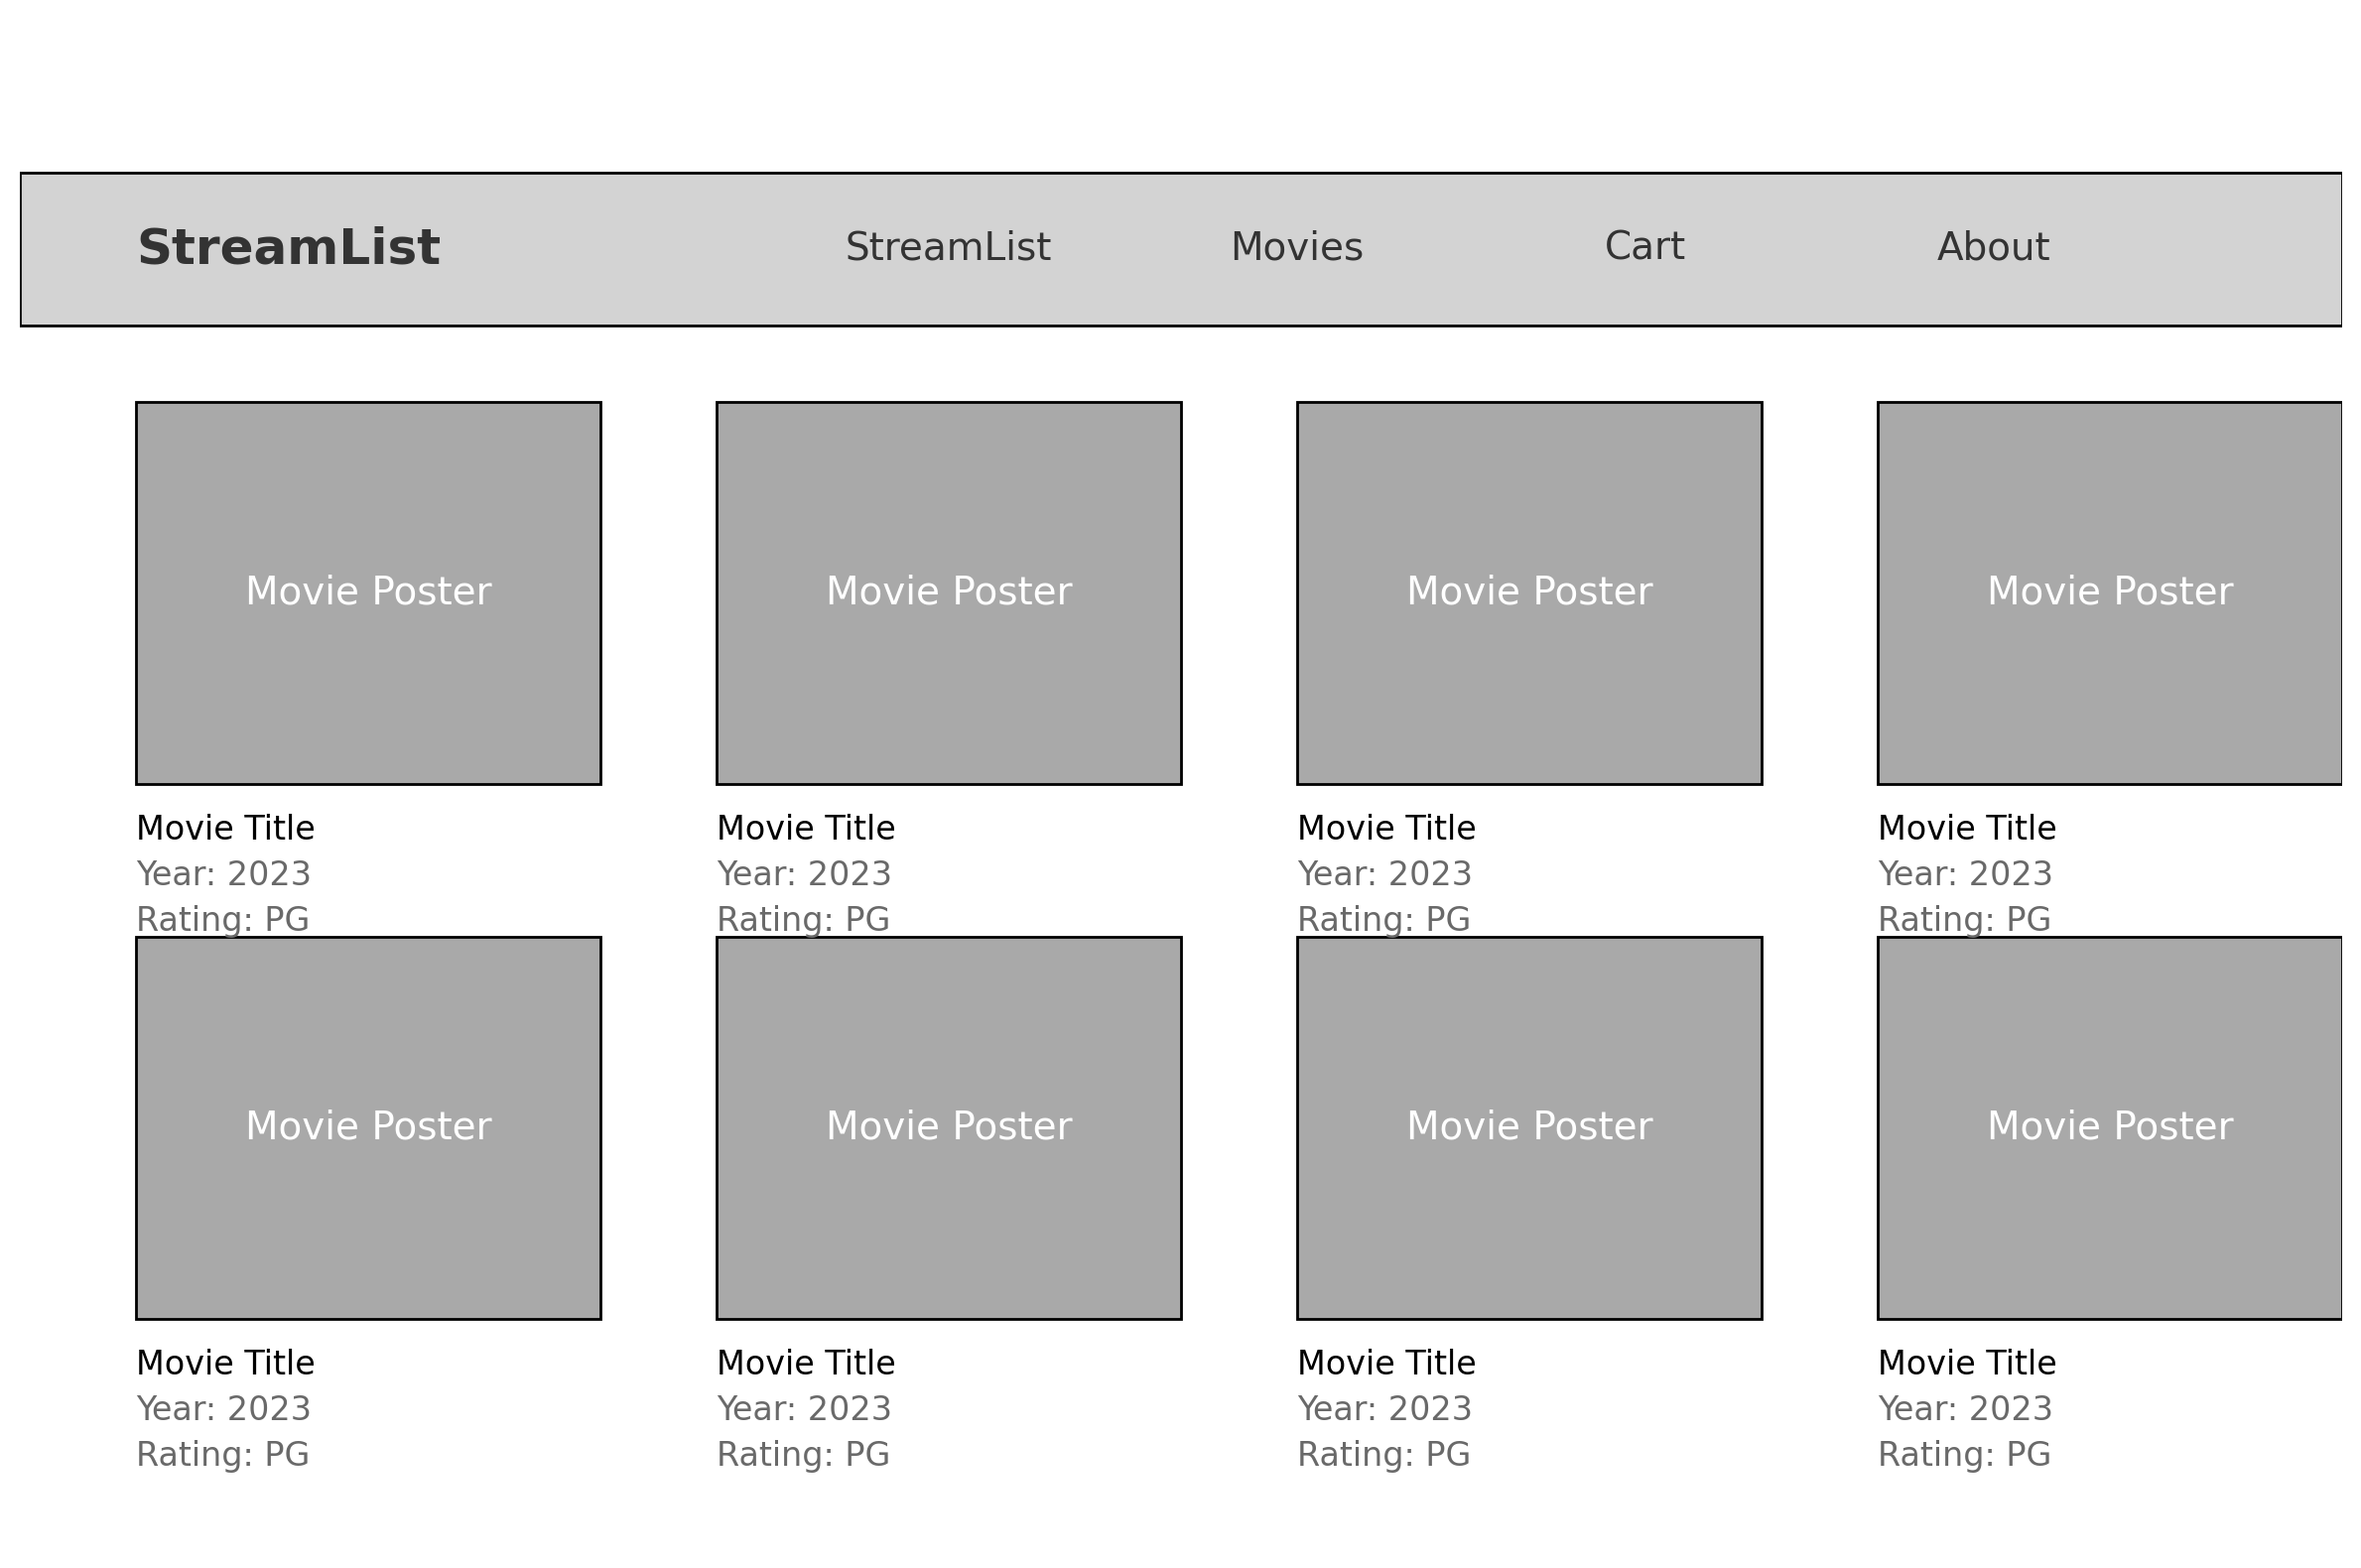 StreamList StreamList Movies Cart About
Movie Poster Movie Poster Movie Poster Movie Poster
Movie Title Movie Title Movie Title Movie Title
Year: 2023 Year: 2023 Year: 2023 Year: 2023
Rating: PG Rating: PG Rating: PG Rating: PG
Movie Poster Movie Poster Movie Poster Movie Poster
Movie Title Movie Title Movie Title Movie Title
Year: 2023 Year: 2023 Year: 2023 Year: 2023
Rating: PG Rating: PG Rating: PG Rating: PG